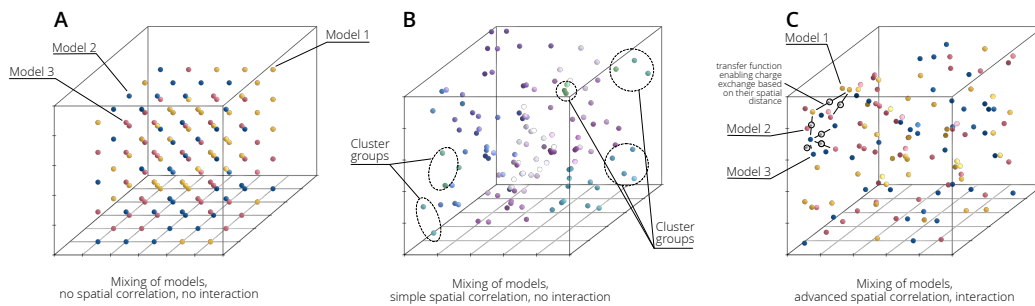 A
Model 1
Model 2
Model 3
Mixing of models,
no spatial correlation, no interaction
B
Cluster
groups
Cluster
groups
Mixing of models,
simple spatial correlation, no interaction
C
Model 1
transfer function
enabling charge
exchange based
on their spatial
distance
Model 2
Model 3
Mixing of models,
advanced spatial correlation, interaction